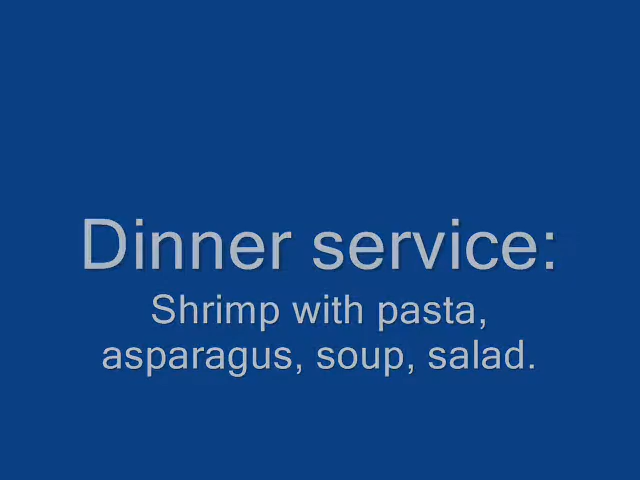 Dinner service:
Shrimp with pasta,
asparagus, soup, salad.